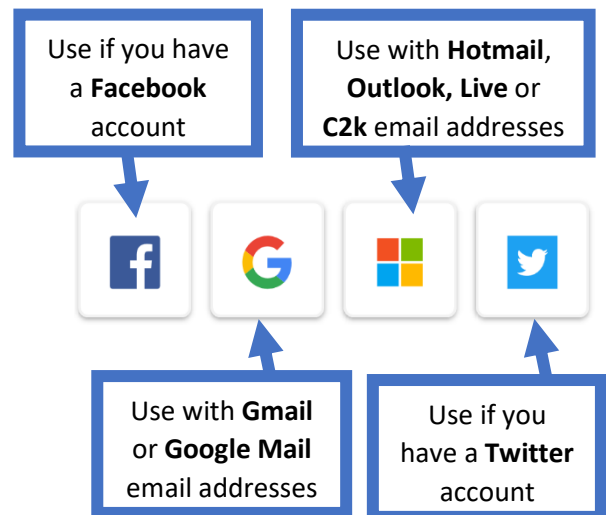 Use if you have
a Facebook
account
Use with Hotmail,
Outlook, Live or
C2k email addresses
Use with Gmail
or Google Mail
email addresses
Use if you
have a Twitter
account